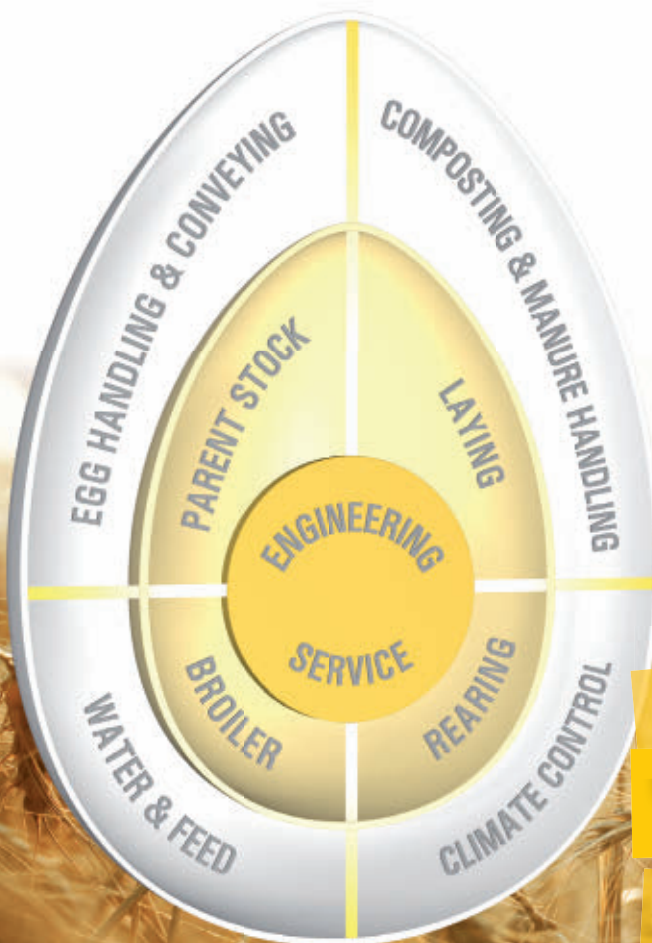 EGG HANDLING & CONVEYING
COMPOSTING & MANURE HANDLING
PARENT STOCK
LAYING
ENGINEERING
SERVICE
BROILER
REARING
WATER & FEED
CLIMATE CONTROL